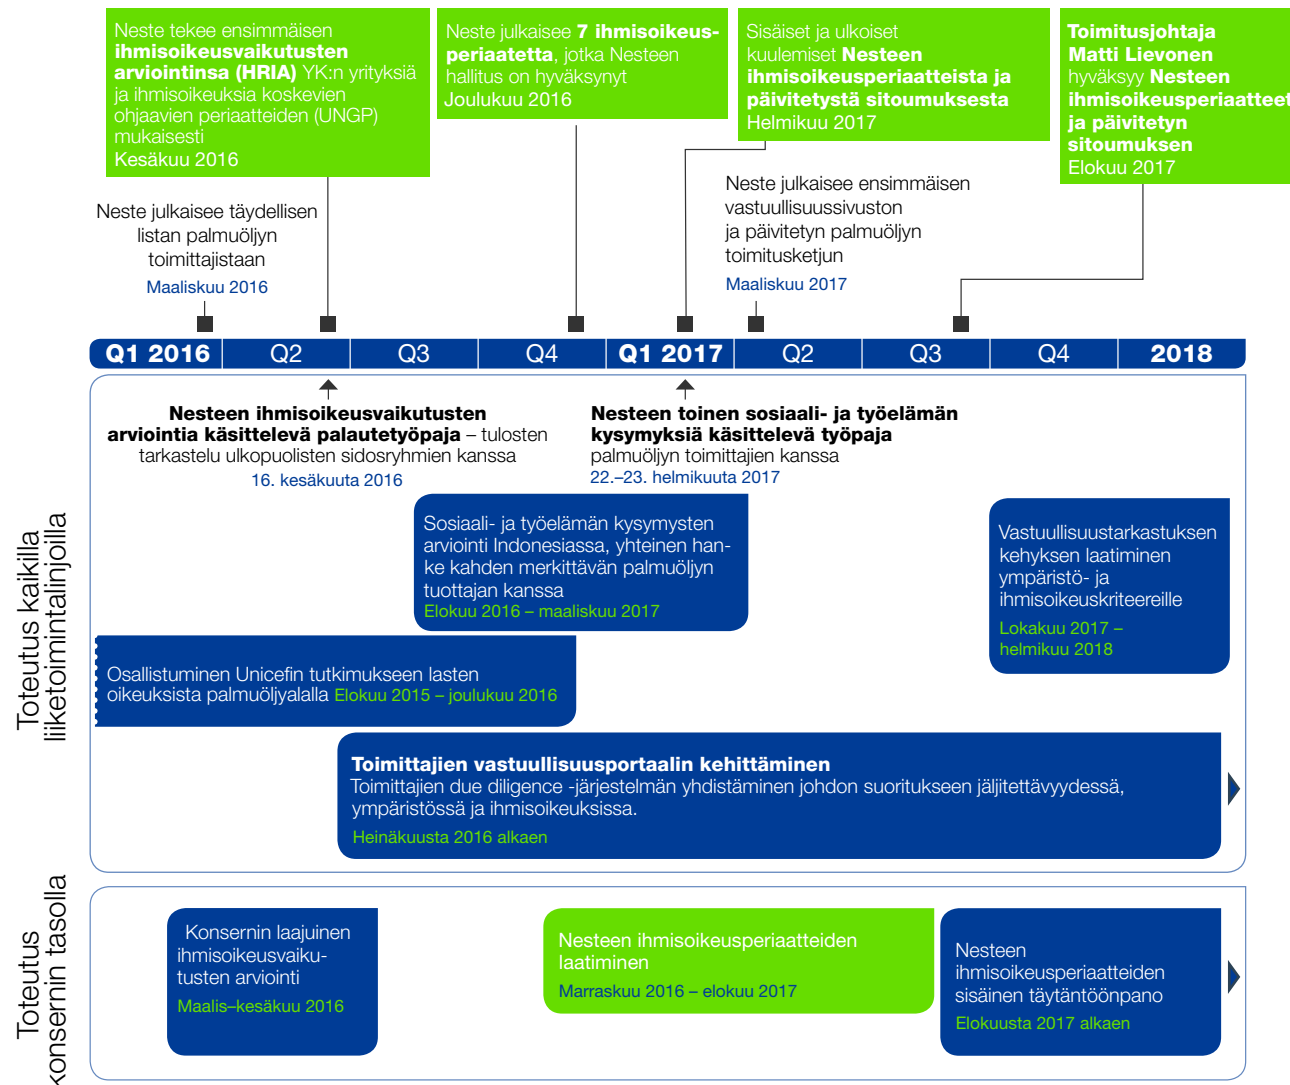 Neste tekee ensimmäisen
ihmisoikeusvaikutusten
arviointinsa (HRIA) YK:n yrityksiä
ja ihmisoikeuksia koskevien
ohjaavien periaatteiden (UNGP)
mukaisesti
Kesäkuu 2016
Neste julkaisee 7 ihmisoikeus-
periaatetta, jotka Nesteen
hallitus on hyväksynyt
Joulukuu 2016
Sisäiset ja ulkoiset
kuulemiset Nesteen
ihmisoikeusperiaatteista ja
päivitetystä sitoumuksesta
Helmikuu 2017
Toimitusjohtaja
Matti Lievonen
hyväksyy Nesteen
ihmisoikeusperiaatteet
ja päivitetyn
sitoumuksen
Elokuu 2017
Neste julkaisee täydellisen
listan palmuöljyn
toimittajistaan
Maaliskuu 2016
Neste julkaisee ensimmäisen
vastuullisuussivuston
ja päivitetyn palmuöljyn
toimitusketjun
Maaliskuu 2017
Q1 2016 Q2 Q3 Q4 Q1 2017 Q2 Q3 Q4 2018
Nesteen ihmisoikeusvaikutusten
arviointia käsittelevä palautetyöpaja – tulosten
tarkastelu ulkopuolisten sidosryhmien kanssa
16. kesäkuuta 2016
Nesteen toinen sosiaali- ja työelämän
kysymyksiä käsittelevä työpaja
palmuöljyn toimittajien kanssa
22.–23. helmikuuta 2017
Toteutus kaikilla
liiketoimintalinjoilla
Sosiaali- ja työelämän kysymysten
arviointi Indonesiassa, yhteinen han-
ke kahden merkittävän palmuöljyn
tuottajan kanssa
Elokuu 2016 – maaliskuu 2017
Vastuullisuustarkastuksen
kehyksen laatiminen
ympäristö- ja
ihmisoikeuskriteereille
Lokakuu 2017 –
helmikuu 2018
Osallistuminen Unicefin tutkimukseen lasten
oikeuksista palmuöljyalalla Elokuu 2015 – joulukuu 2016
Toimittajien vastuullisuusportaalin kehittäminen
Toimittajien due diligence -järjestelmän yhdistäminen johdon suoritukseen jäljitettävyydessä,
ympäristössä ja ihmisoikeuksissa.
Heinäkuusta 2016 alkaen
Toteutus
konsernin tasolla
Konsernin laajuinen
ihmisoikeusvaiku-
tusten arviointi
Maalis–kesäkuu 2016
Nesteen ihmisoikeusperiaatteiden
laatiminen
Marraskuu 2016 – elokuu 2017
Nesteen
ihmisoikeusperiaatteiden
sisäinen täytäntöönpano
Elokuusta 2017 alkaen